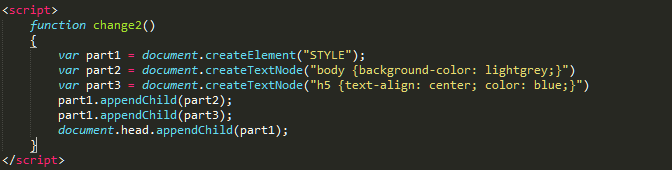 <script>
function change2()
{
var part1 = document.createElement("STYLE");
var part2 = document.createTextNode("body {background-color: lightgrey;}")
var part3 = document.createTextNode("h5 {text-align: center; color: blue;}")
part1.appendChild(part2);
part1.appendChild(part3);
document.head.appendChild(part1);
}
</script>